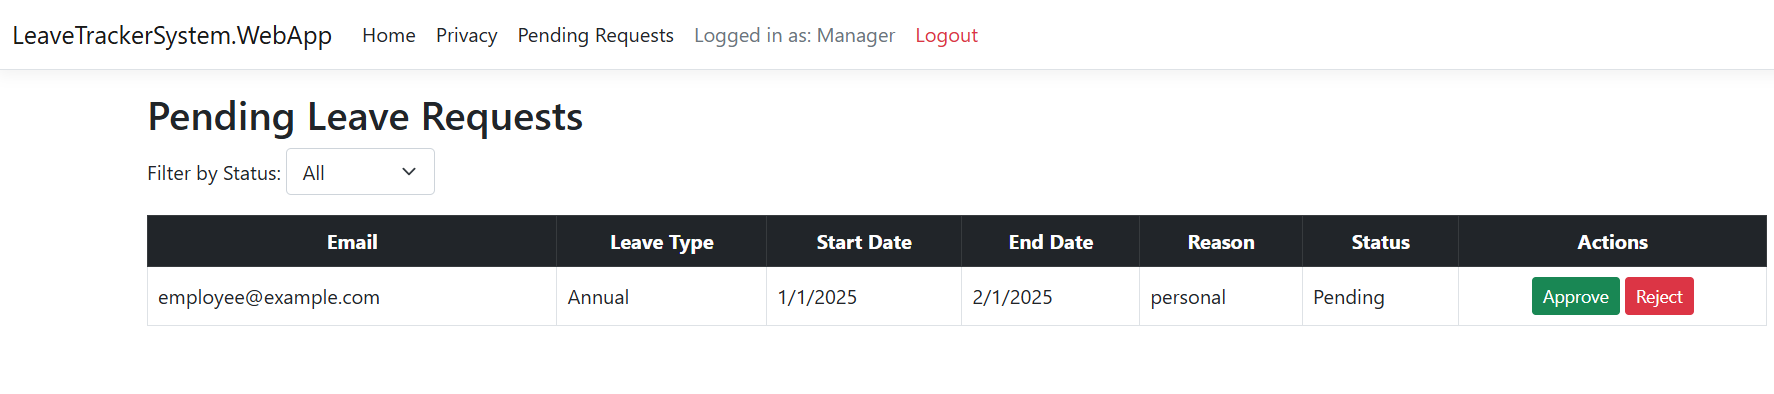 LeaveTrackerSystem.WebApp Home Privacy Pending Requests Logged in as: Manager Logout
Pending Leave Requests
Filter by Status: All
Email Leave Type Start Date End Date Reason Status Actions
employee@example.com Annual 1/1/2025 2/1/2025 personal Pending Approve Reject